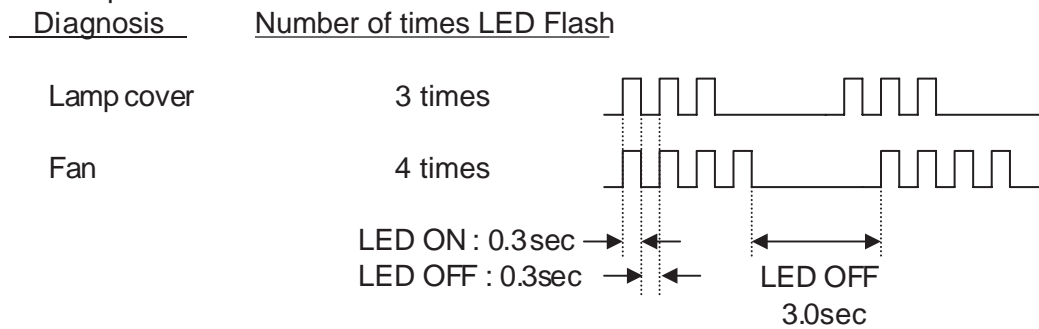 Diagnosis Number of times LED Flash
Lamp cover 3 times
Fan 4 times
LED ON : 0.3sec
LED OFF : 0.3sec
LED OFF
3.0sec